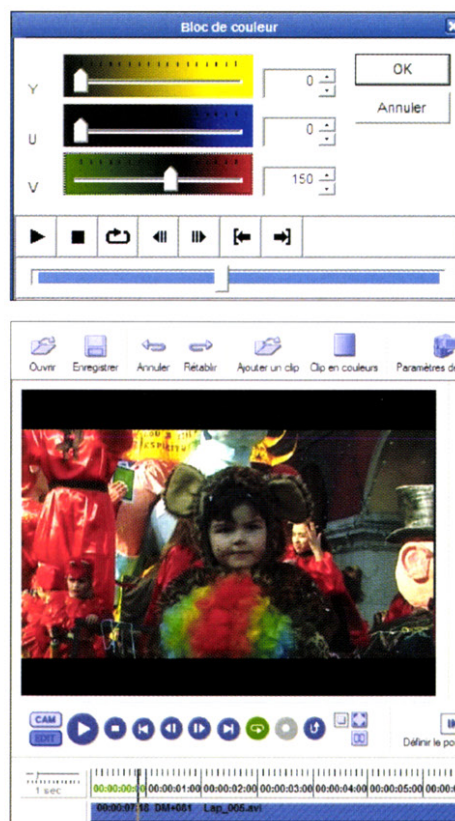 Bloc de couleur
Y 0 OK
U 0 Annuler
V 150
Ouvrir Enregistrer Annuler Rétablir Ajouter un clip Clip en couleurs Paramètres de
CAM
EDIT
Définir le po
1 sec 00:00:00:00 00:00:01:00 00:00:02:00 00:00:03:00 00:00:04:00 00:00:05:00
00:00:07:18 DM+081 Lap_005.avi